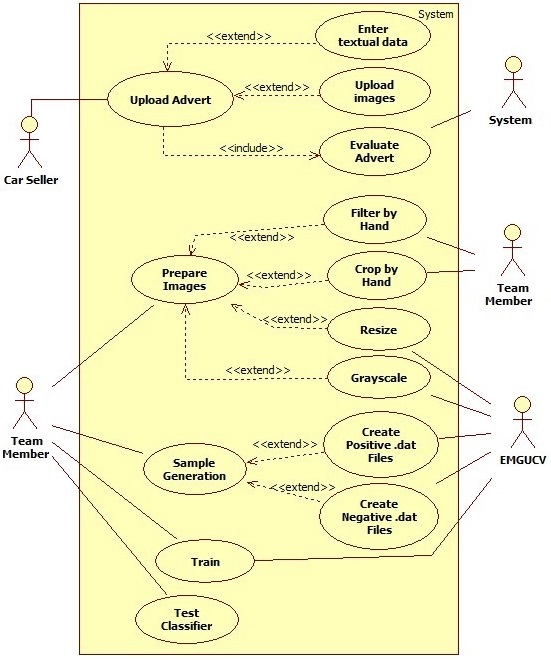 System
Enter
textual data
<<extend>>
Upload Advert
<<extend>>
Upload
images
System
<<include>>
Evaluate
Advert
Car Seller
Filter by
Hand
<<extend>>
Prepare
Images
<<extend>>
Crop by
Hand
Team
Member
<<extend>>
Resize
<<extend>>
Grayscale
Team
Member
Sample
Generation
<<extend>>
Create
Positive .dat
Files
EMGUCV
<<extend>>
Create
Negative .dat
Files
Train
Test
Classifier